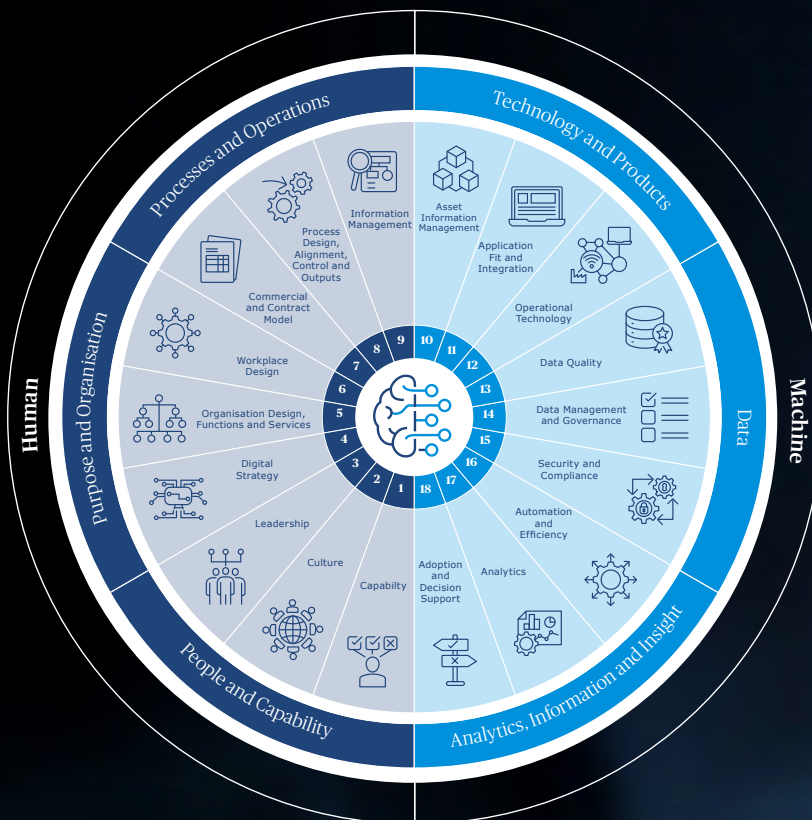 Processes and Operations
Technology and Products
Human
Machine
Purpose and Organisation
Data
People and Capability
Analytics, Information and Insight
Information
Management
Process
Design,
Alignment,
Control and
Outputs
Commercial
and Contract
Model
Workplace
Design
Organisation Design,
Functions and Services
Digital
Strategy
Leadership
Culture
Capabilty
Asset
Information
Management
Application
Fit and
Integration
Operational
Technology
Data Quality
Data Management
and Governance
Security and
Compliance
Automation
and
Efficiency
Analytics
Adoption
and
Decision
Support
1
2
3
4
5
6
7
8
9
10
11
12
13
14
15
16
17
18